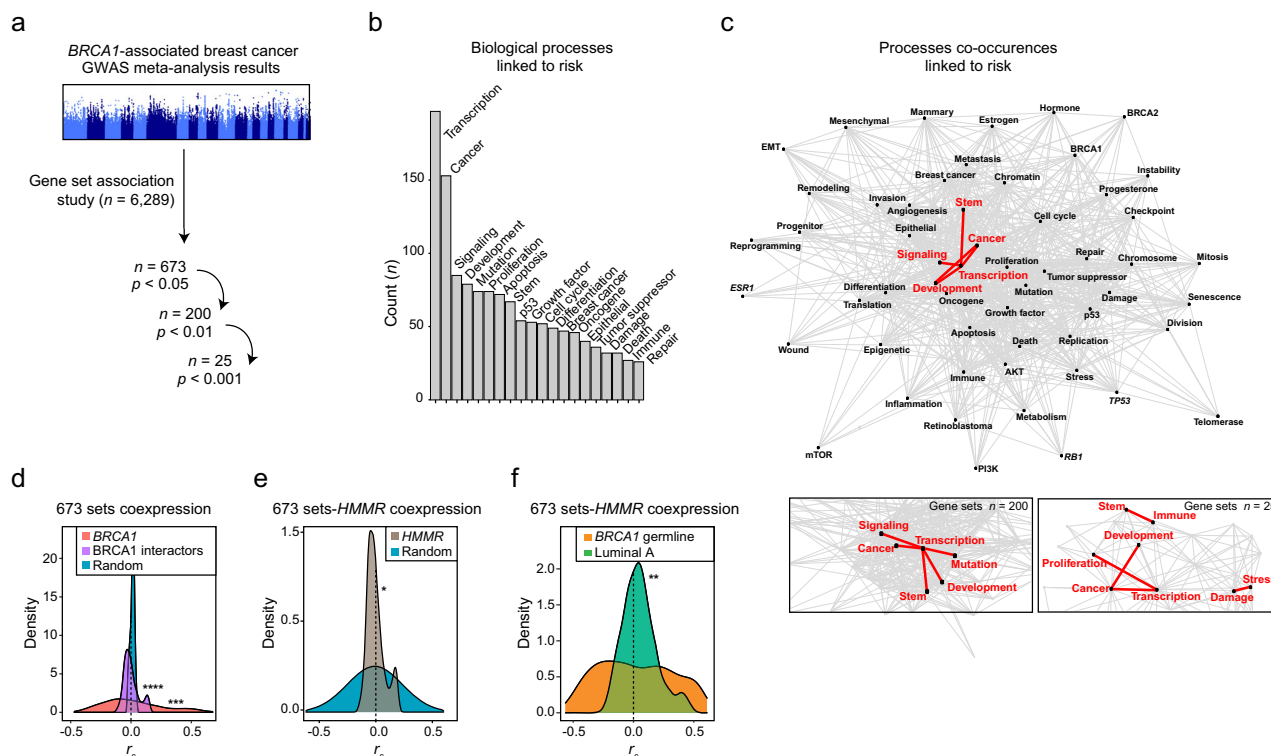 a
BRCA1-associated breast cancer
GWAS meta-analysis results
Gene set association
study (n = 6,289)
n = 673
p < 0.05
n = 200
p < 0.01
n = 25
p < 0.001
b
Biological processes
linked to risk
Count (n)
150
100
50
0
Transcription
Cancer
Signaling
Development
Mutation
Proliferation
Apoptosis
Stem
p53
Growth factor
Cell cycle
Differentiation
Breast cancer
Oncogene
Epithelial
Tumor suppressor
Damage
Death
Immune
Repair
c
Processes co-occurences
linked to risk
Hormone
Mammary
BRCA2
Mesenchymal
Estrogen
EMT
BRCA1
Metastasis
Instability
Breast cancer
Chromatin
Remodeling
Progesterone
Invasion
Stem
Angenesis
Checkpoint
Cell cycle
Progenitor
Epithelial
Reprogramming
Cancer
Signaling
Repair
Proliferation
Chromosome
Mitosis
Transcription
Tumor suppressor
Development
Differentiation
Mutation
ESR1
Oncogene
Damage
Senescence
Translation
Growth factor
p53
Division
Apoptosis
Death
Replication
Wound
Epigenetic
AKT
Immune
Stress
TP53
Inflammation
Metabolism
Telomerase
Retinoblastoma
mTOR
RB1
PI3K
Gene sets n = 200
Signaling
Transcription
Cancer
Mutation
Development
Stem
Gene sets n = 2
Stem
Immune
Development
Proliferation
Stress
Cancer
Transcription
Damage
d
673 sets coexpression
BRCA1
BRCA1 interactors
Random
Density
20
15
10
5
0
****
***
-0.5
0.0
0.5
e
673 sets-HMMR coexpression
HMMR
Random
Density
1.5
0.5
0.0
*
-0.5
0.0
0.5
f
673 sets-HMMR coexpression
BRCA1 germline
Luminal A
Density
2.0
1.5
1.0
0.5
0.0
**
-0.5
0.0
0.5